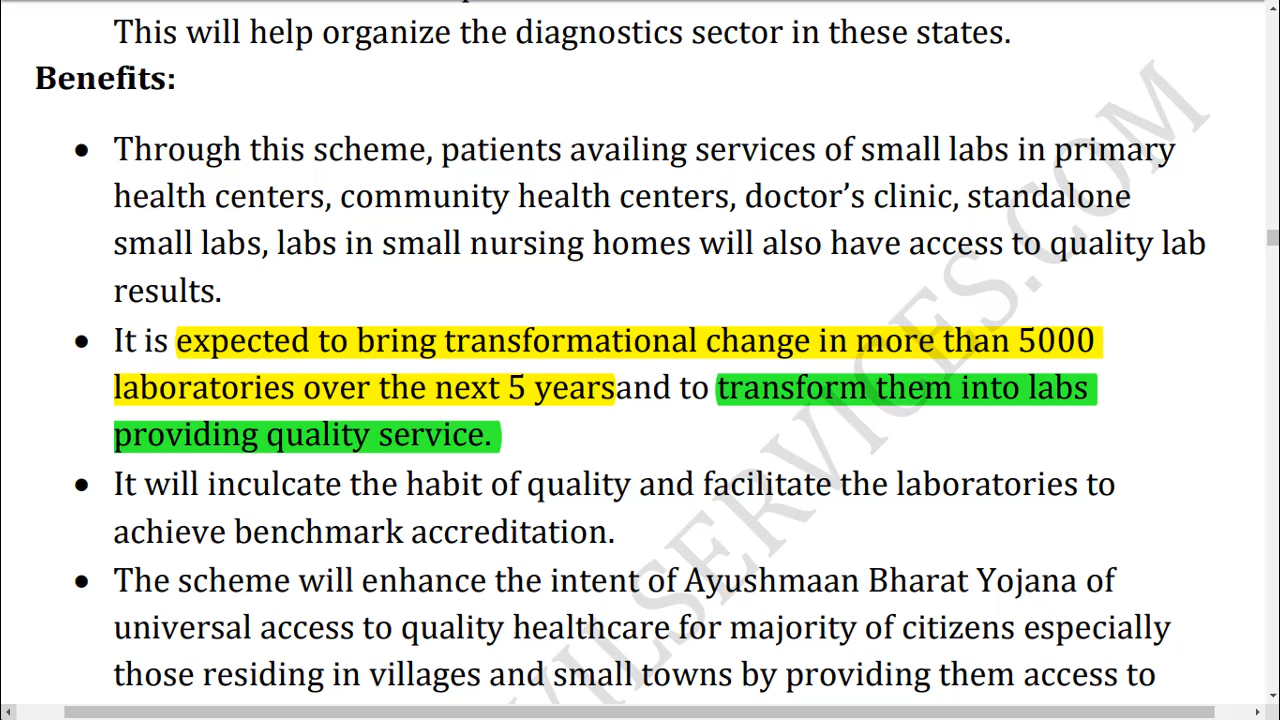 This will help organize the diagnostics sector in these states.
Benefits:
• Through this scheme, patients availing services of small labs in primary
health centers, community health centers, doctor’s clinic, standalone
small labs, labs in small nursing homes will also have access to quality lab
results.
• It is expected to bring transformational change in more than 5000
laboratories over the next 5 yearsand to transform them into labs
providing quality service.
• It will inculcate the habit of quality and facilitate the laboratories to
achieve benchmark accreditation.
• The scheme will enhance the intent of Ayushmaan Bharat Yojana of
universal access to quality healthcare for majority of citizens especially
those residing in villages and small towns by providing them access to
VILSERVICES.COM